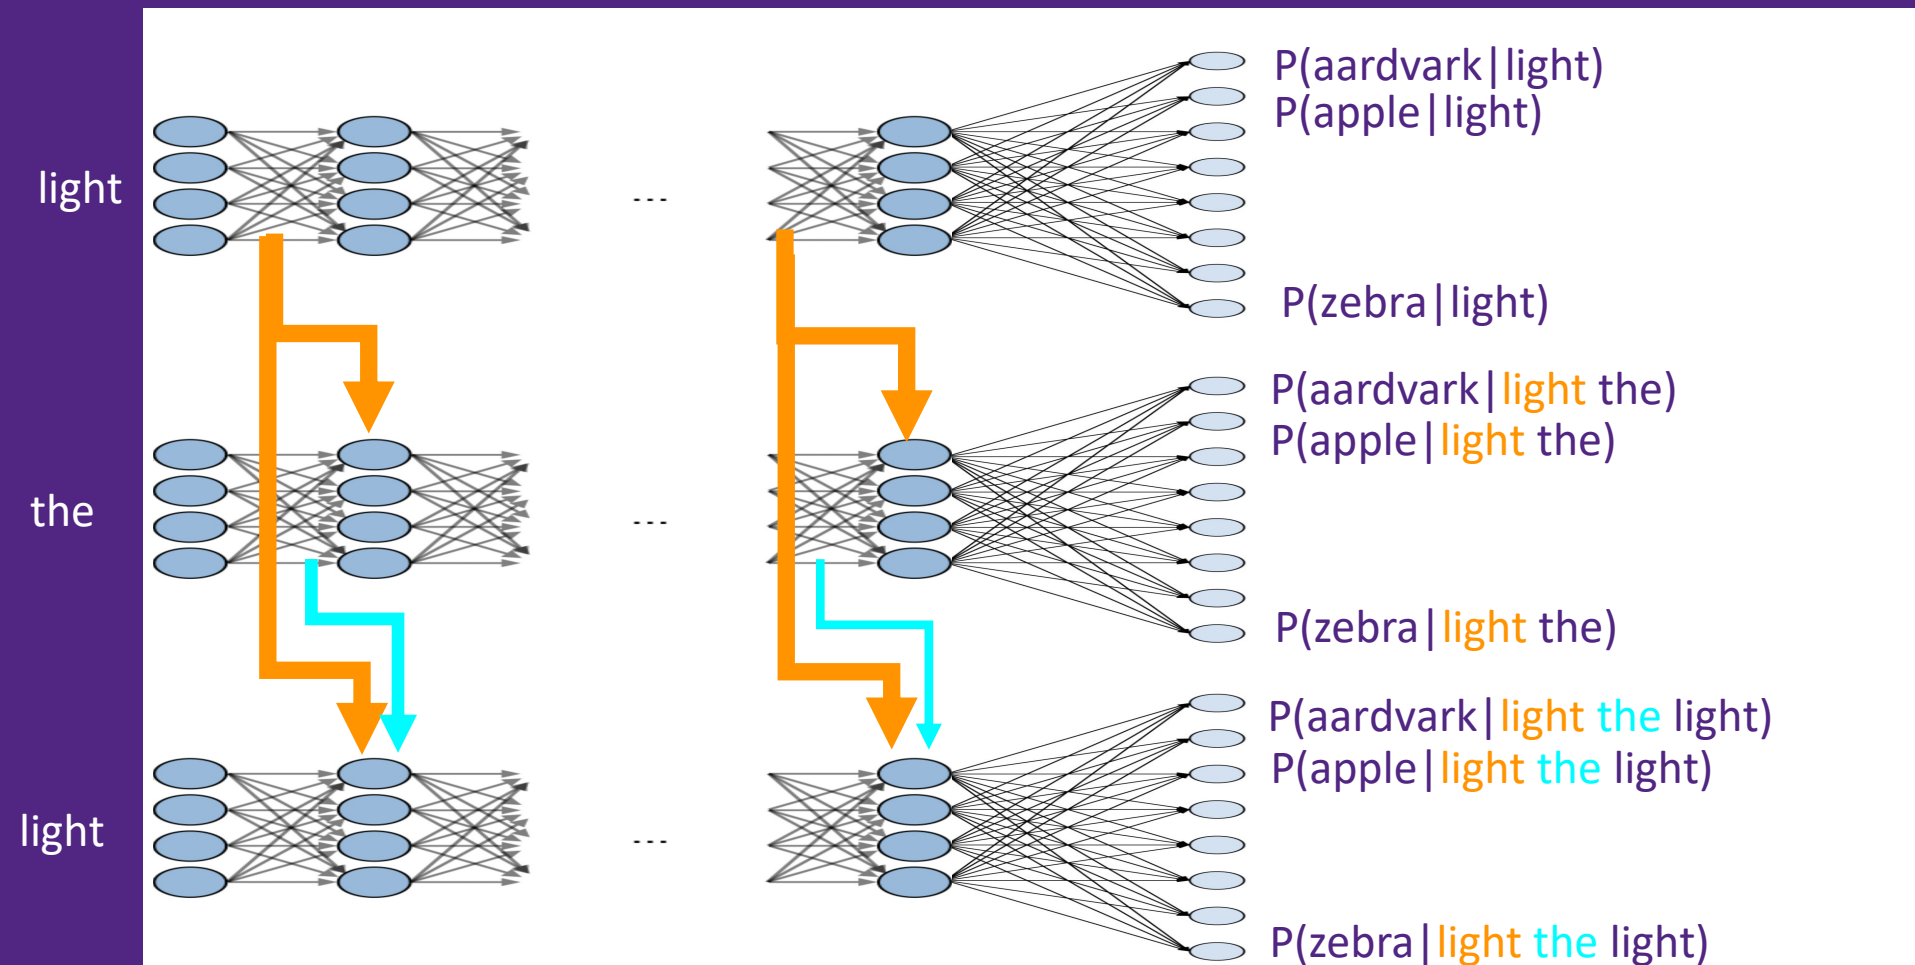 light
P(aardvark|light)
P(apple|light)
...
P(zebra|light)
the
P(aardvark|light the)
P(apple|light the)
...
P(zebra|light the)
light
P(aardvark|light the light)
P(apple|light the light)
...
P(zebra|light the light)